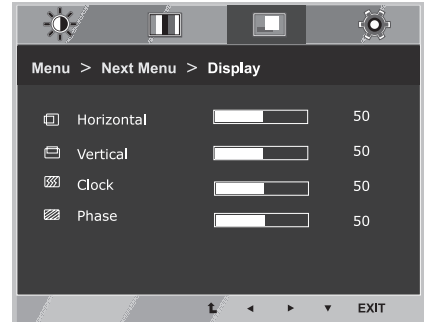 Menu > Next Menu > Display
Horizontal 50
Vertical 50
Clock 50
Phase 50
EXIT